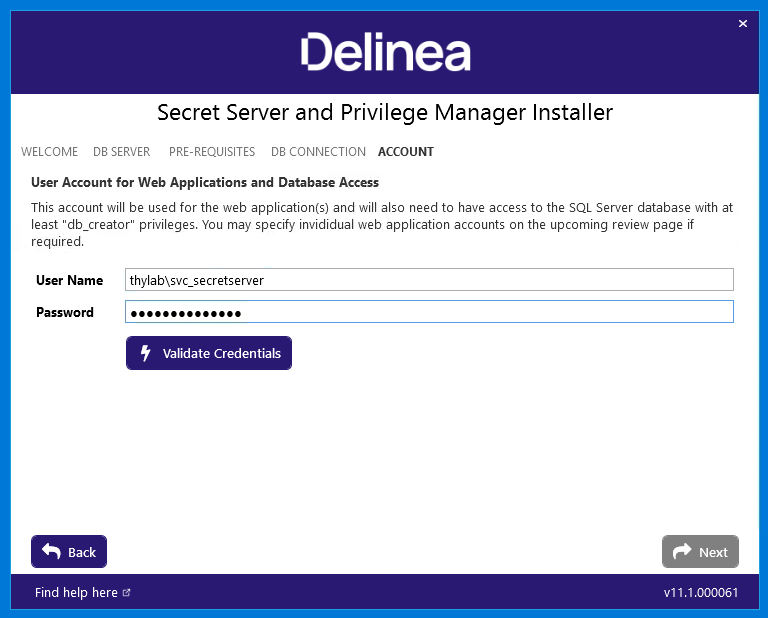 Delinea
Secret Server and Privilege Manager Installer
WELCOME DB SERVER PRE-REQUISITES DB CONNECTION ACCOUNT
User Account for Web Applications and Database Access
This account will be used for the web application(s) and will also need to have access to the SQL Server database with at
least "db_creator" privileges. You may specify invididual web application accounts on the upcoming review page if
required.
User Name thylab\svc_secretserver
Password ●●●●●●●●●●●●●●
Validate Credentials
Back Next
Find help here v11.1.000061